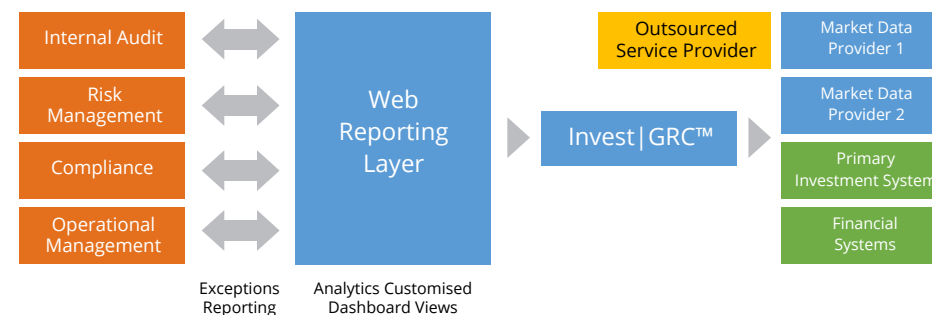 Internal Audit
Risk
Management
Compliance
Operational
Management
Exceptions
Reporting
Web
Reporting
Layer
Analytics Customised
Dashboard Views
Invest|GRC™
Outsourced
Service Provider
Market Data
Provider 1
Market Data
Provider 2
Primary
Investment System
Financial
Systems